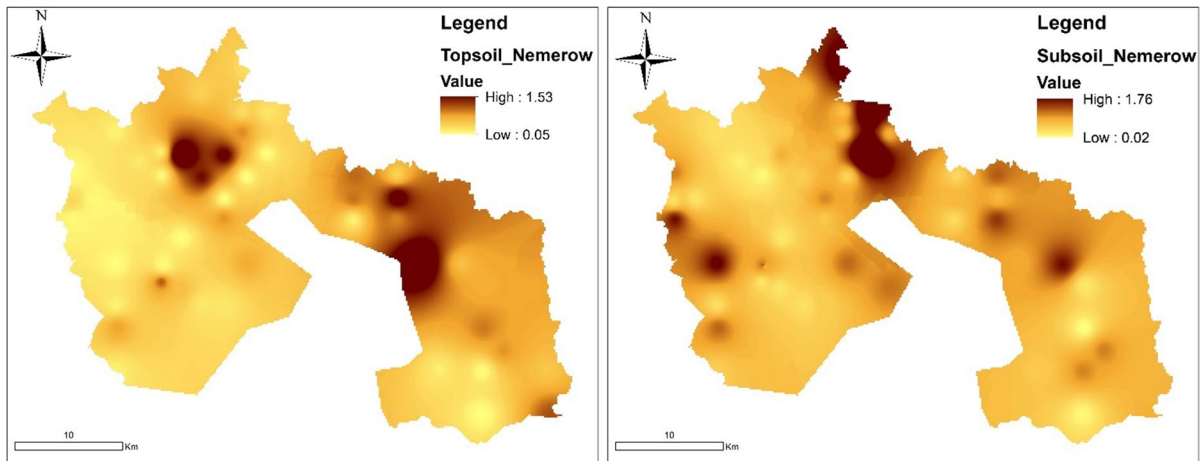 N
Legend
Topsoil_Nemerow
Value
High : 1.53
Low : 0.05
10
Km
N
Legend
Subsoil_Nemerow
Value
High : 1.76
Low : 0.02
10
Km